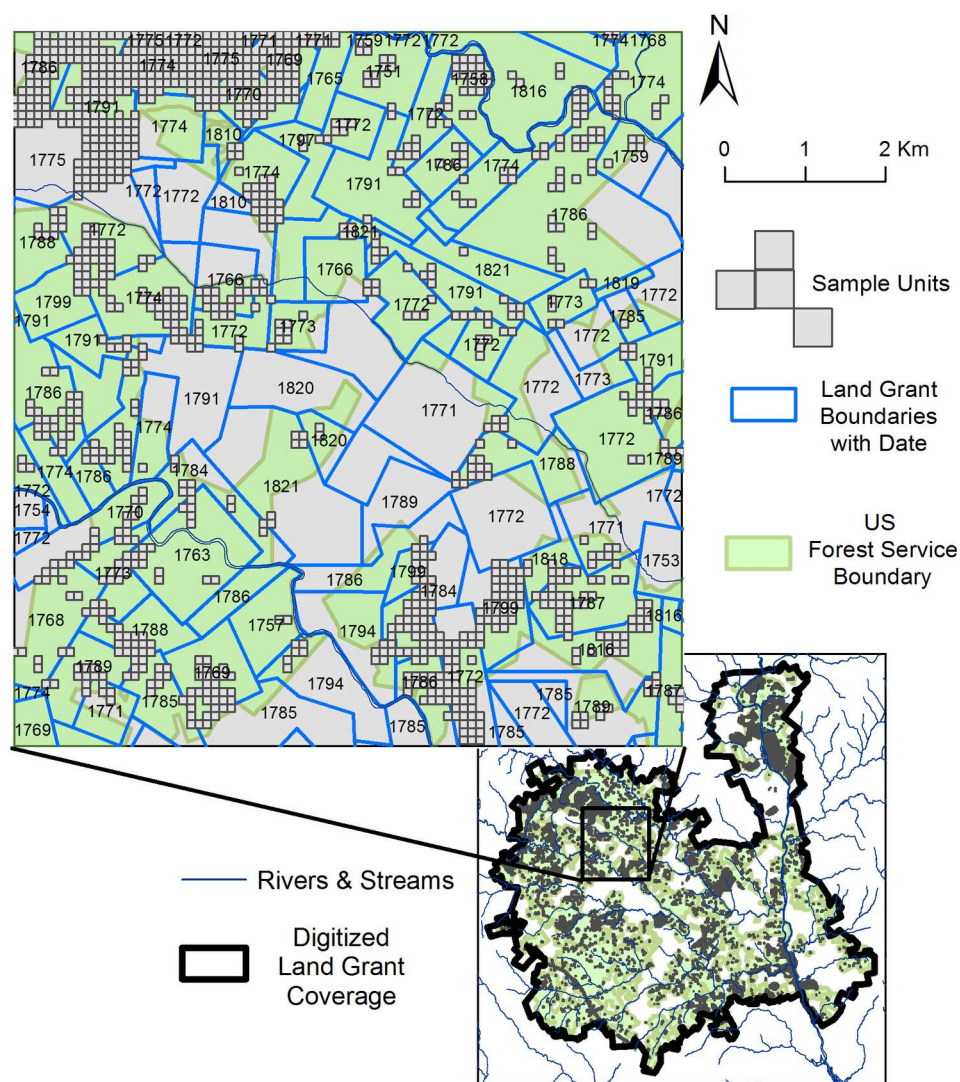 1775 1772 1771 1771 1759 1772 1772 1774 1768
1786 1774 1775 1769 1765 1751 1758 1816 1774
1791 1770
1774 1810 1797 1772 1772
1775 1774 1786 1774 1759
1772 1772 1810 1791 1786
1788 1772 1821
1766 1766 1821 1819
1799 1774 1772 1791 1773 1772
1791 1791 1772 1773 1772 1772 1785
1786 1791 1820 1771 1772 1773 1791
1774 1820 1772 1786
1774 1786 1784 1821 1788 1789
1772 1789 1772
1754 1770 1772 1771
1772 1763 1753
1773 1786 1786 1799 1784 1818
1768 1788 1757 1794 1799 1787 1816
1789 1769 1816
1774 1771 1785 1794 1786 1772 1785 1789 1787
1769 1785 1785 1772 1785
N
0 1 2 Km
Sample Units
Land Grant
Boundaries
with Date
US
Forest Service
Boundary
Rivers & Streams
Digitized
Land Grant
Coverage